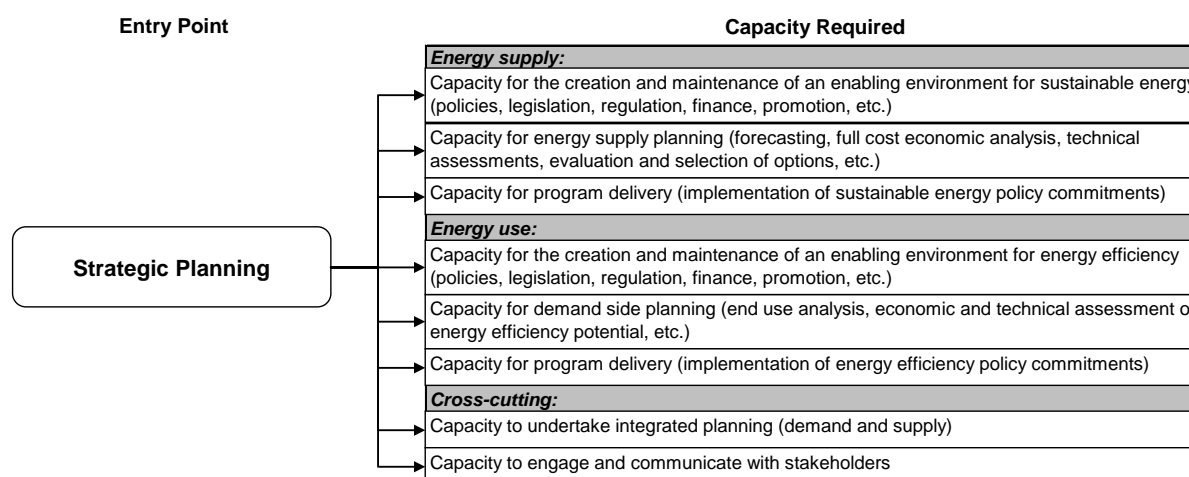 Entry Point
Capacity Required
Energy supply:
Capacity for the creation and maintenance of an enabling environment for sustainable energy
(policies, legislation, regulation, finance, promotion, etc.)
Capacity for energy supply planning (forecasting, full cost economic analysis, technical
assessments, evaluation and selection of options, etc.)
Capacity for program delivery (implementation of sustainable energy policy commitments)
Energy use:
Strategic Planning
Capacity for the creation and maintenance of an enabling environment for energy efficiency
(policies, legislation, regulation, finance, promotion, etc.)
Capacity for demand side planning (end use analysis, economic and technical assessment o
energy efficiency potential, etc.)
Capacity for program delivery (implementation of energy efficiency policy commitments)
Cross-cutting:
Capacity to undertake integrated planning (demand and supply)
Capacity to engage and communicate with stakeholders